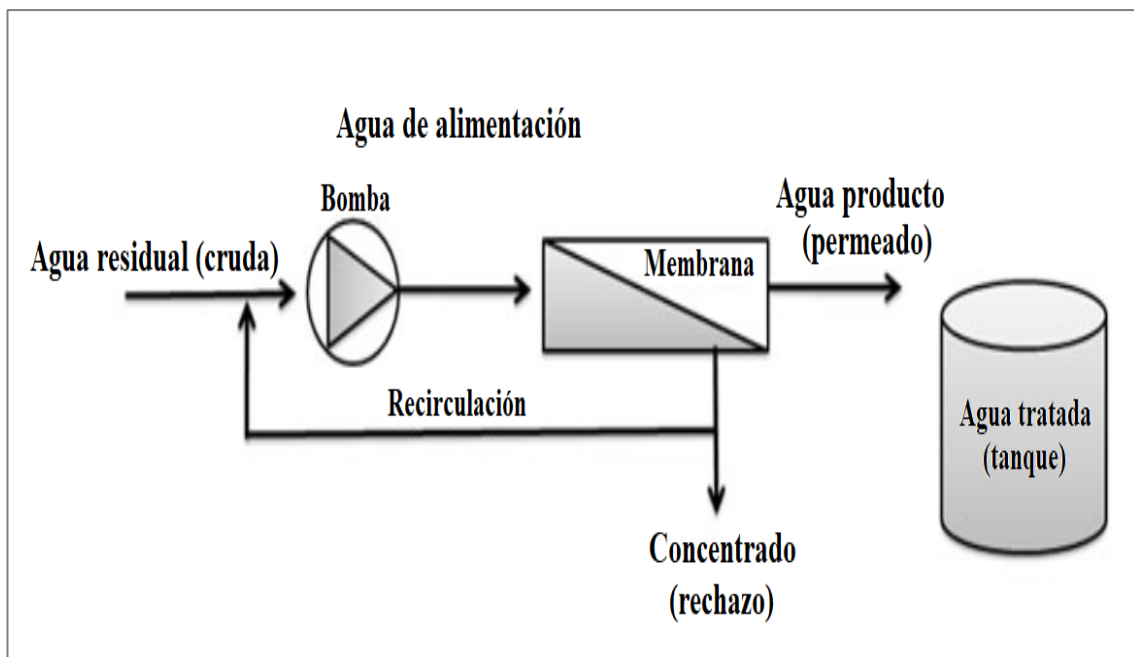 Agua de alimentación
Bomba
Agua residual (cruda)
Membrana
Agua producto
(permeado)
Recirculación
Concentrado
(rechazo)
Agua tratada
(tanque)